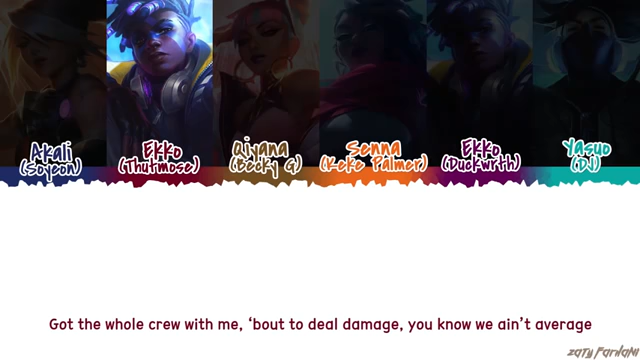 Akali
(Soyeon)
Ekko
(Thutmose)
Qiyana
(Becky G)
Senna
(Keke Palmer)
Ekko
(Duckwrth)
Yasuo
(DJ)
Got the whole crew with me, ‘bout to deal damage, you know we ain’t average
zaty farhani